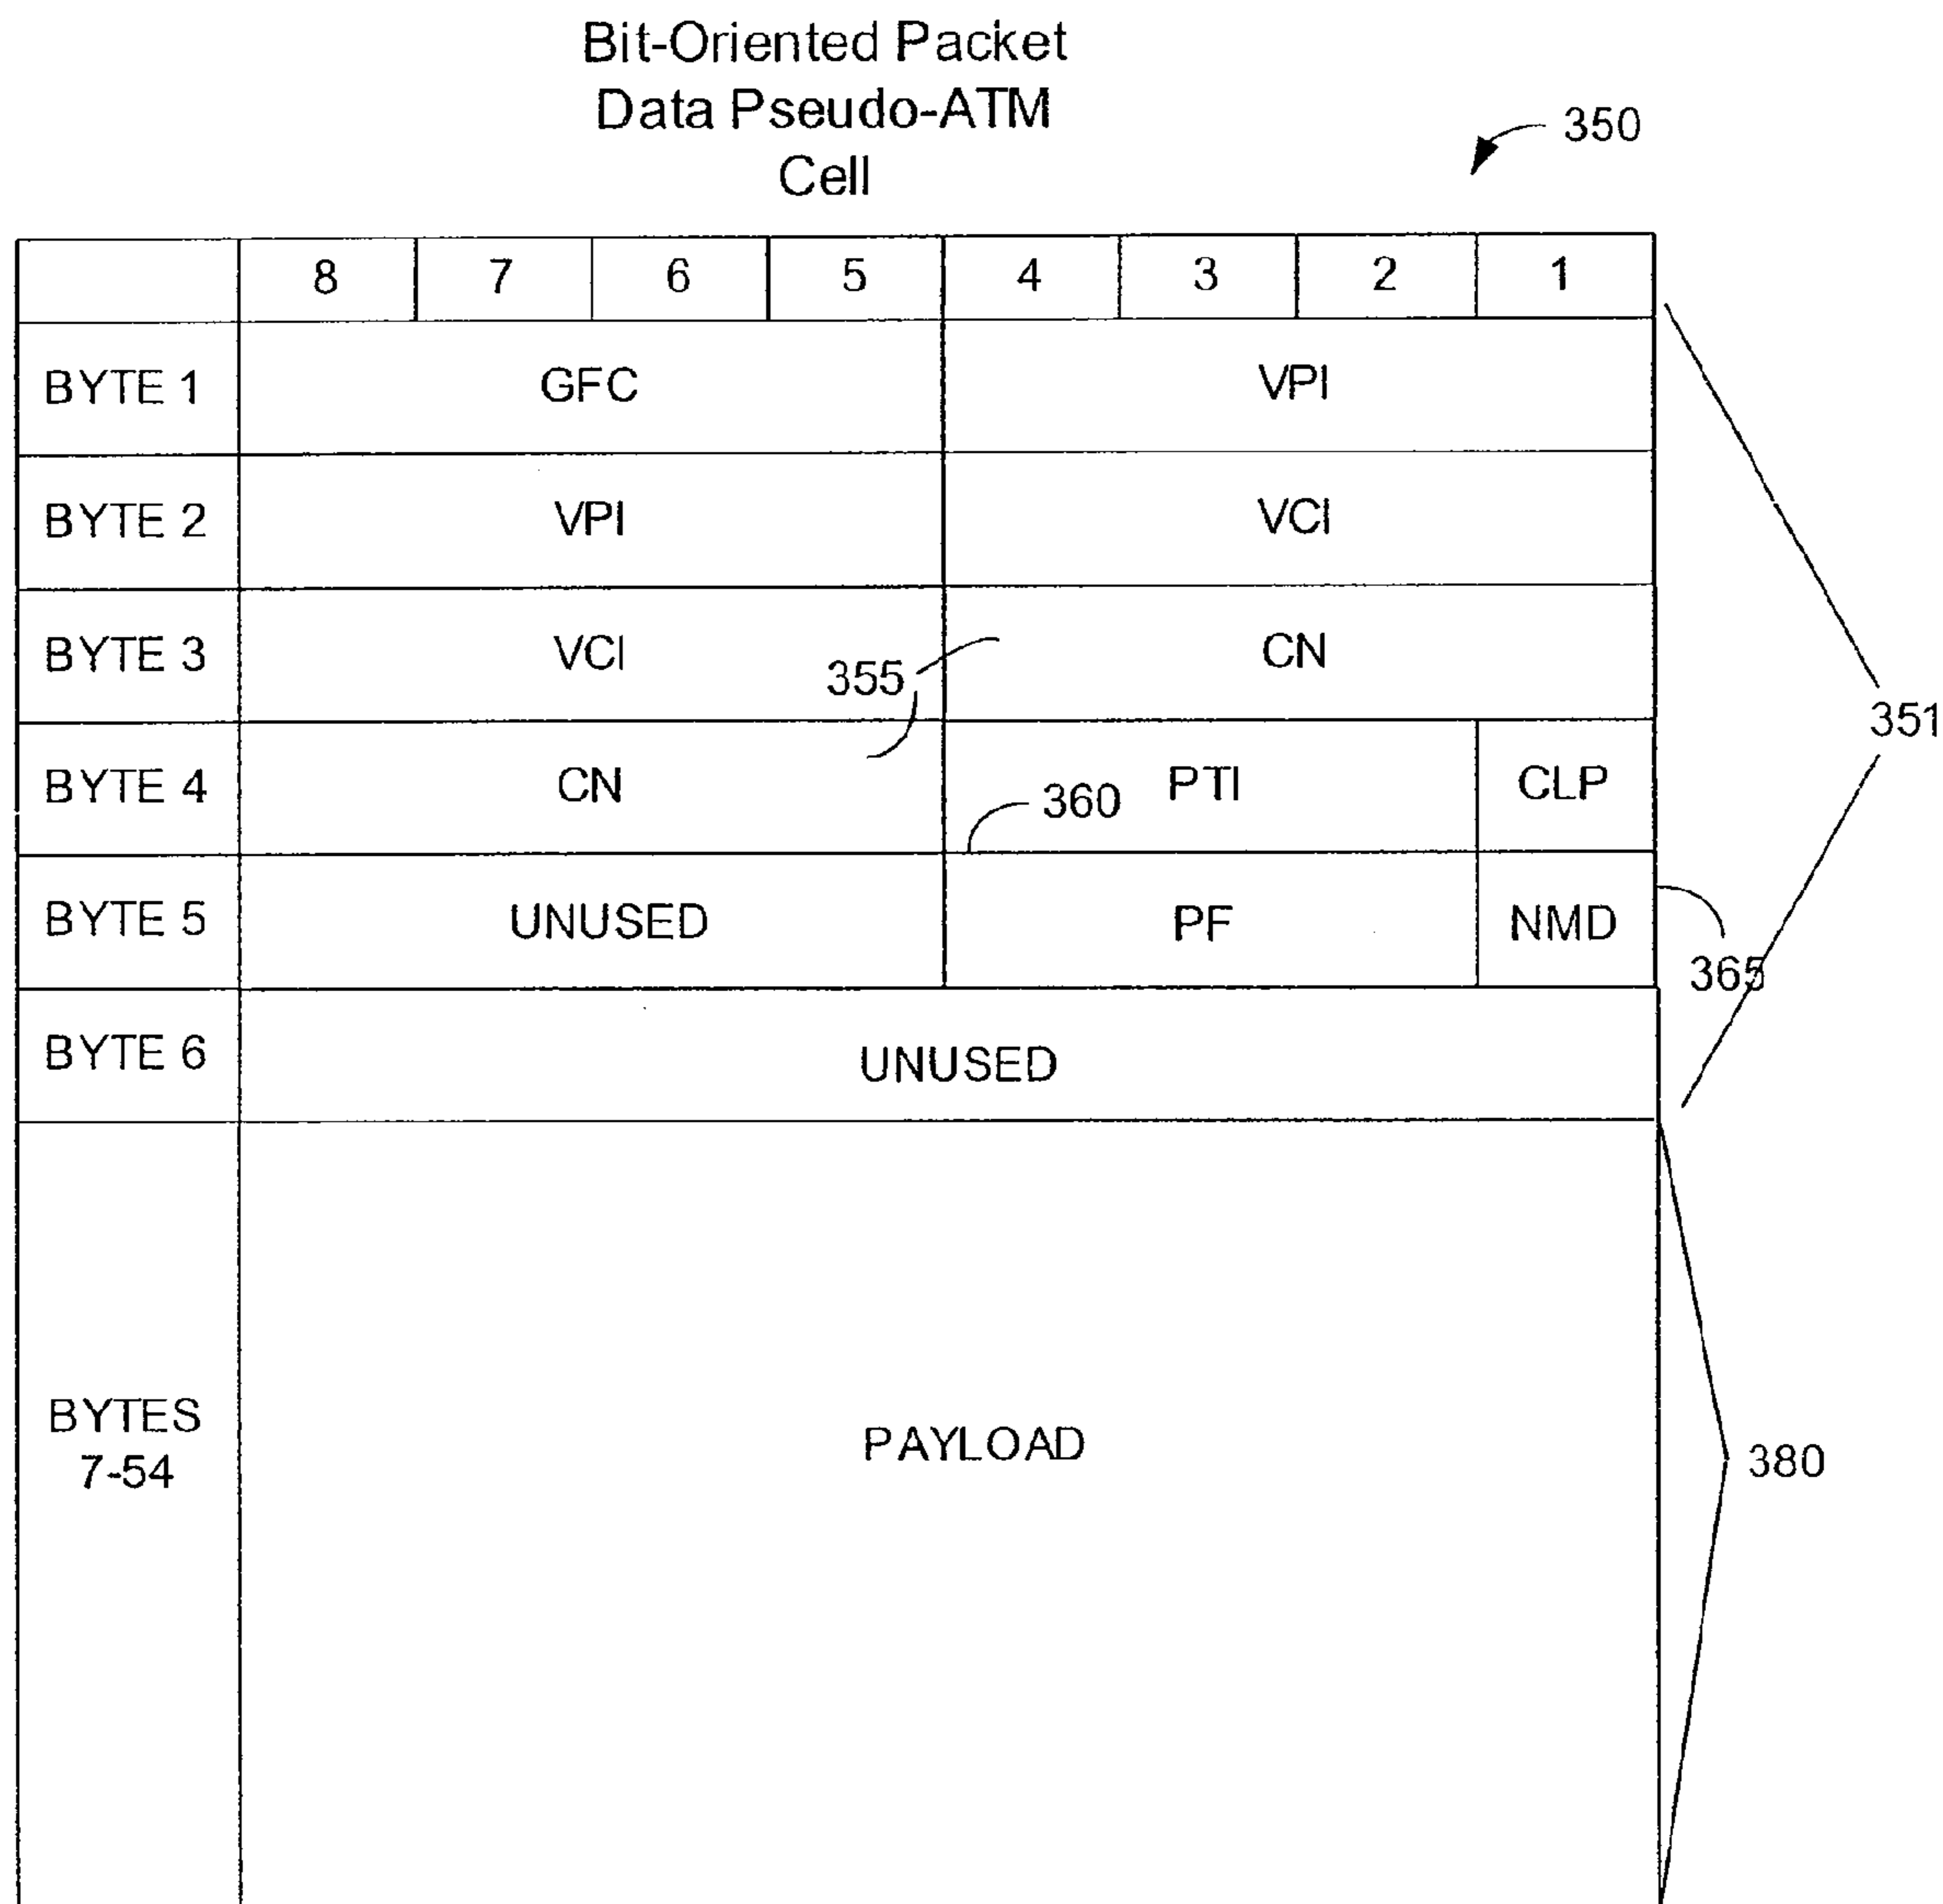 Bit-Oriented Packet
Data Pseudo-ATM
Cell
350
8 7 6 5 4 3 2 1
BYTE 1 GFC VPI
BYTE 2 VPI VCI
BYTE 3 VCI CN
355
351
BYTE 4 CN PTI CLP
360
BYTE 5 UNUSED PF NMD
365
BYTE 6 UNUSED
BYTES
7-54
PAYLOAD
380